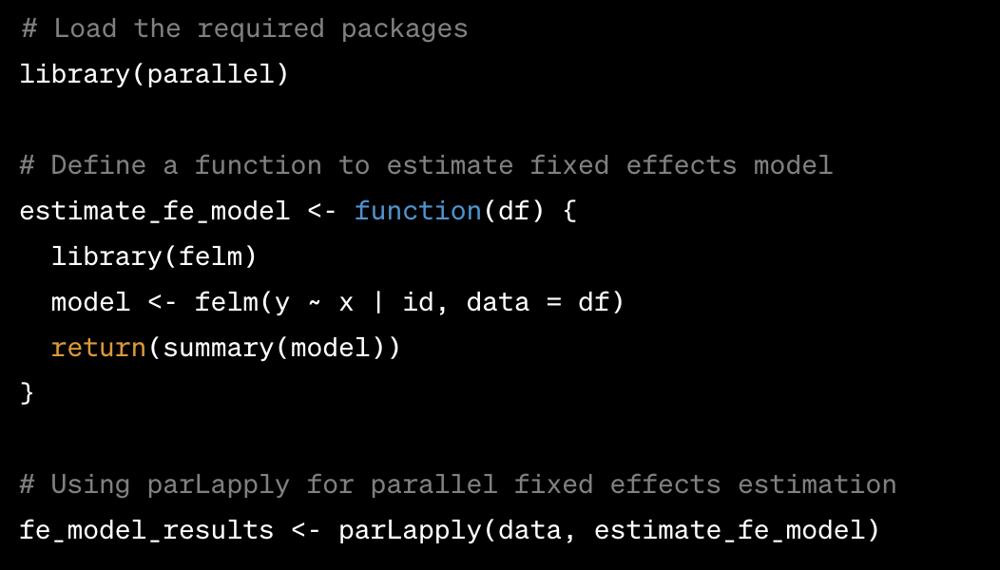 # Load the required packages
library(parallel)
# Define a function to estimate fixed effects model
estimate_fe_model <- function(df) {
library(felm)
model <- felm(y ~ x | id, data = df)
return(summary(model))
}
# Using parLapply for parallel fixed effects estimation
fe_model_results <- parLapply(data, estimate_fe_model)